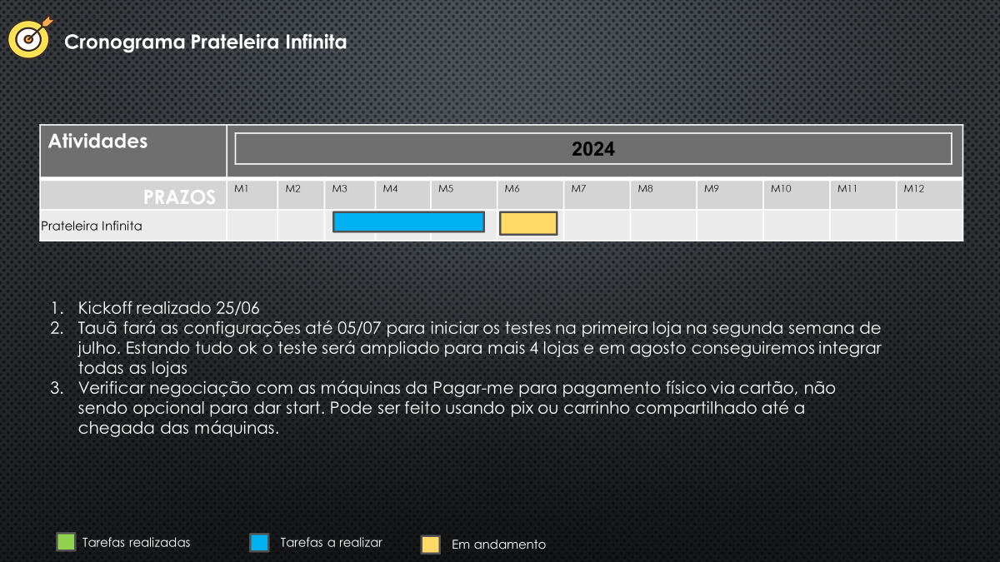 Cronograma Prateleira Infinita
Atividades
2024
PRAZOS
M1 M2 M3 M4 M5 M6 M7 M8 M9 M10 M11 M12
Prateleira Infinita
1. Kickoff realizado 25/06
2. Tauã fará as configurações até 05/07 para iniciar os testes na primeira loja na segunda semana de
julho. Estando tudo ok o teste será ampliado para mais 4 lojas e em agosto conseguiremos integrar
todas as lojas
3. Verificar negociação com as máquinas da Pagar-me para pagamento físico via cartão, não
sendo opcional para dar start. Pode ser feito usando pix ou carrinho compartilhado até a
chegada das máquinas.
Tarefas realizadas
Tarefas a realizar
Em andamento